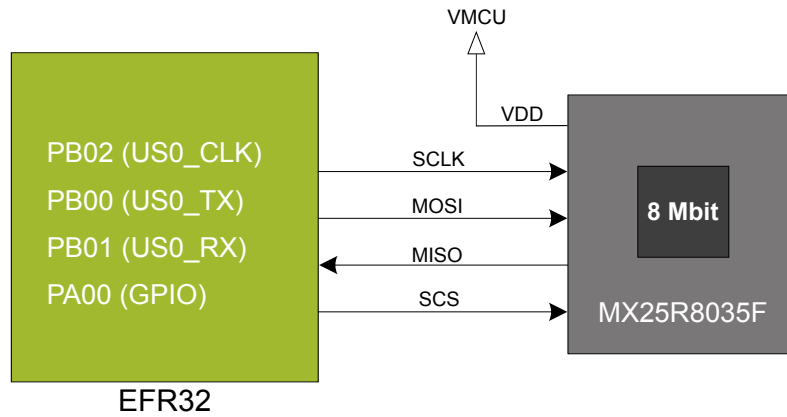 VMCU
VDD
PB02 (US0_CLK)
SCLK
PB00 (US0_TX)
MOSI
8 Mbit
PB01 (US0_RX)
MISO
PA00 (GPIO)
SCS
MX25R8035F
EFR32